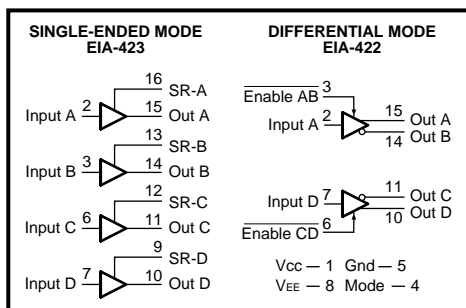 SINGLE-ENDED MODE
EIA-423
16
SR-A
Input A 2 15 Out A
13
SR-B
Input B 3 14 Out B
12
SR-C
Input C 6 11 Out C
9
SR-D
Input D 7 10 Out D
DIFFERENTIAL MODE
EIA-422
Enable AB 3
Input A 2 15 Out A
14 Out B
Input D 7 11 Out C
10 Out D
Enable CD 6
VCC — 1 Gnd — 5
VEE — 8 Mode — 4